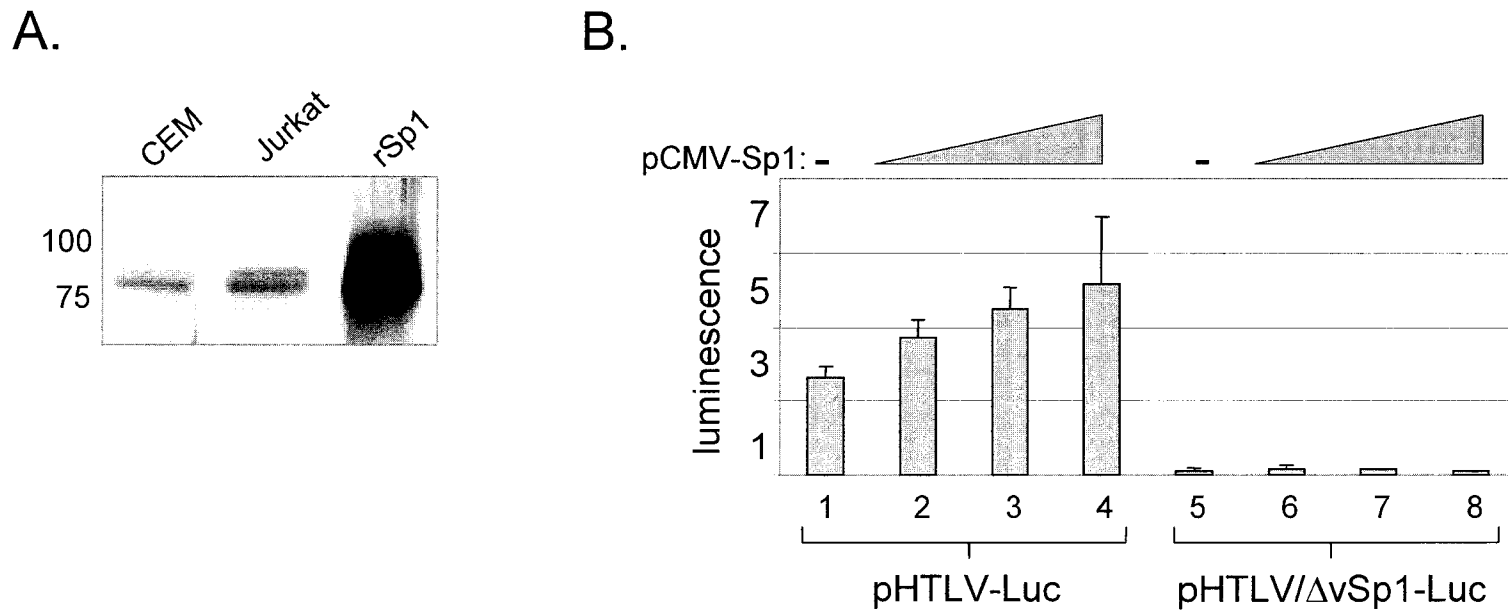 A.
CEM
Jurkat
rSp1
100
75
B.
pCMV-Sp1: -
-
luminescence
7
5
3
1
1 2 3 4 5 6 7 8
pHTLV-Luc
pHTLV/ΔvSp1-Luc